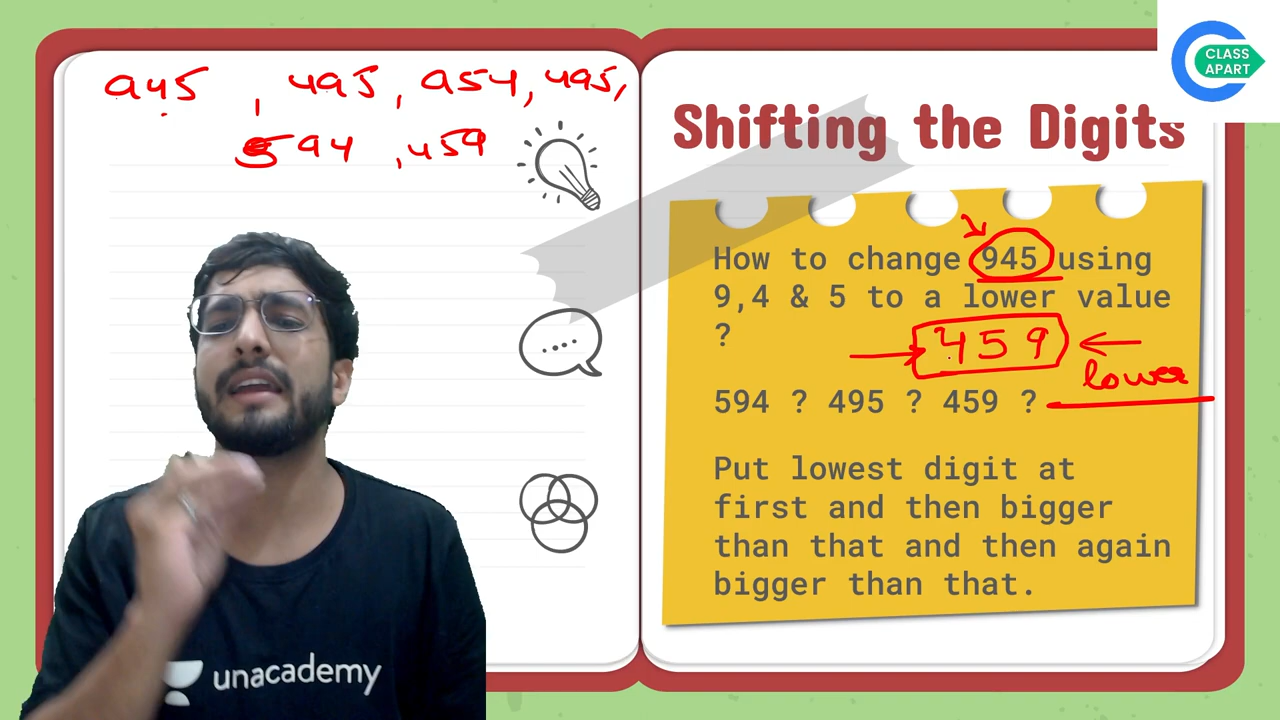 945 , 495, 954, 495,
594 , 459
CLASS
APART
Shifting the Digits
How to change 945 using
9,4 & 5 to a lower value
?
459
lower
594 ? 495 ? 459 ?
Put lowest digit at
first and then bigger
than that and then again
bigger than that.
unacademy